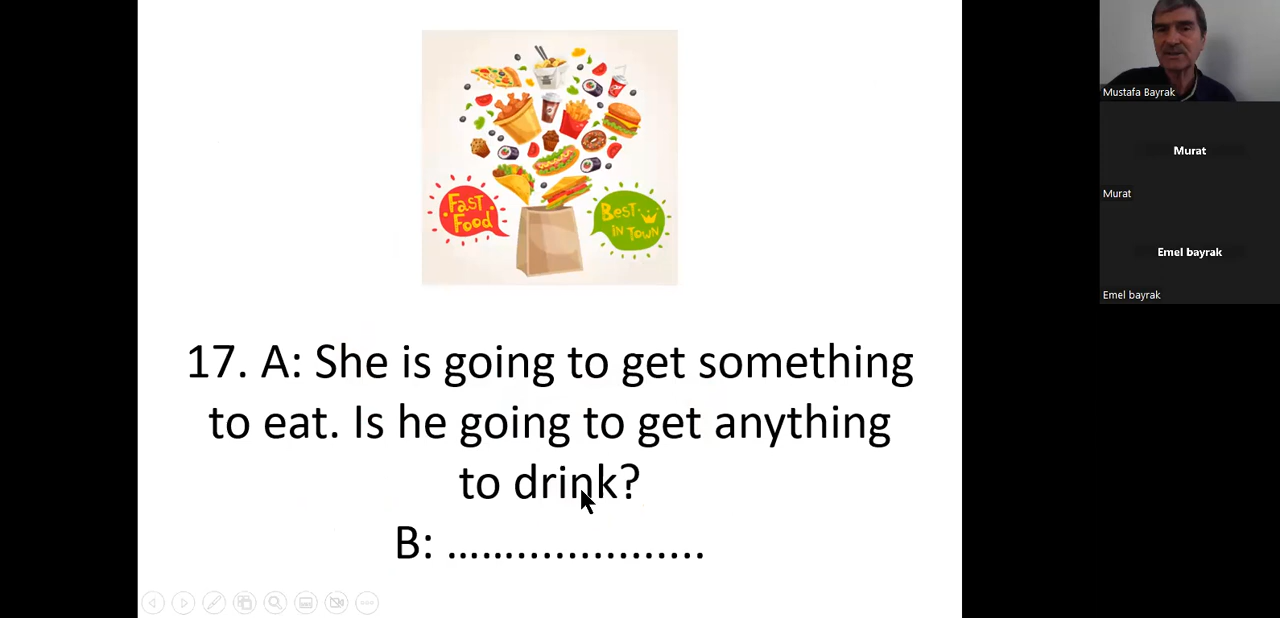 Fast
Food
Best
in Town
17. A: She is going to get something
to eat. Is he going to get anything
to drink?
B: .....................
Mustafa Bayrak
Murat
Murat
Emel bayrak
Emel bayrak